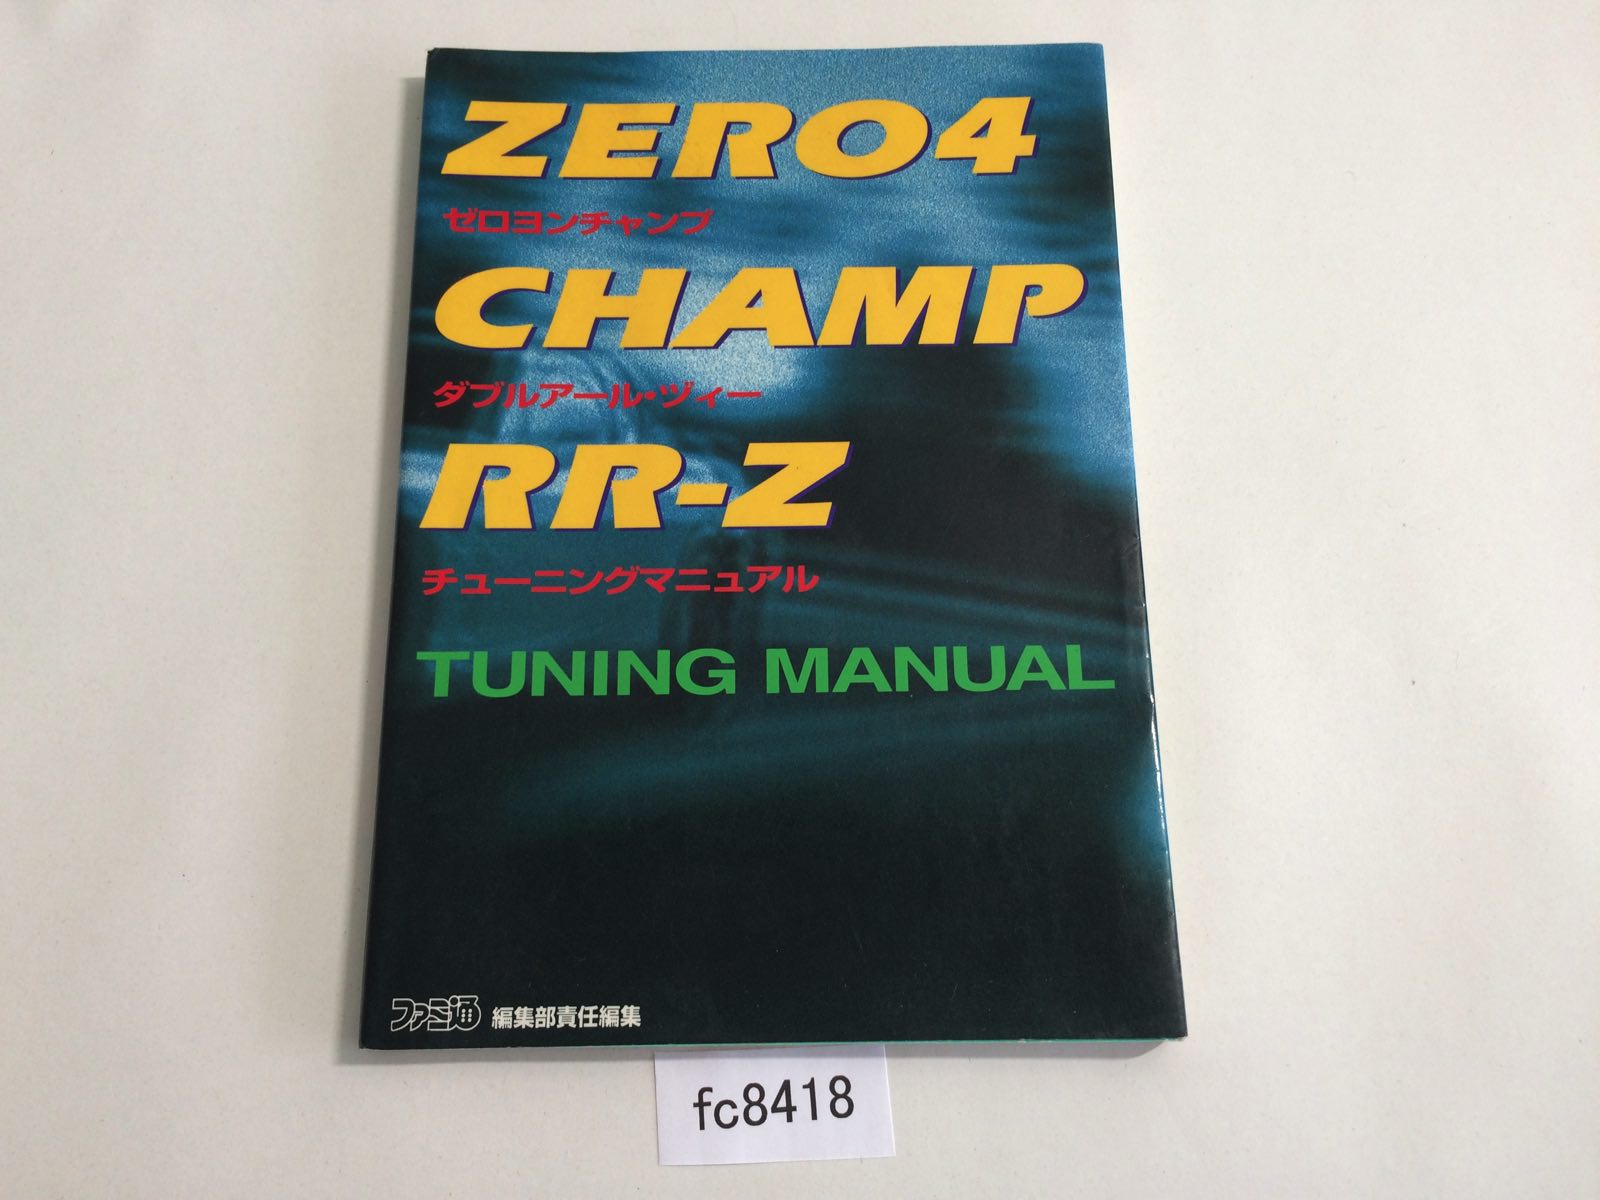 ZERO4
ゼロヨンチャンプ
CHAMP
ダブルアール・ヅィー
RR-Z
チューニングマニュアル
TUNING MANUAL
ファミ通 編集部責任編集
fc8418